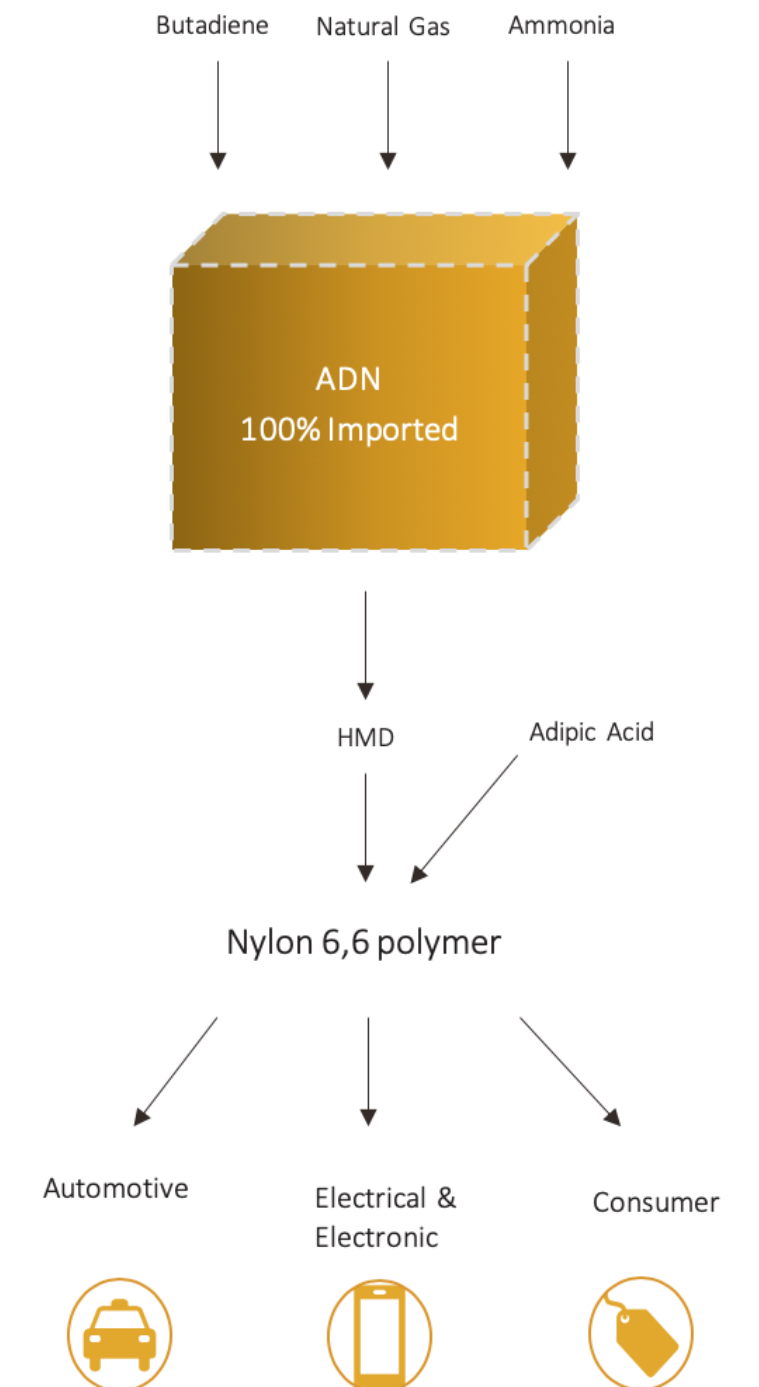 Butadiene
Natural Gas
Ammonia
ADN
100% Imported
HMD
Adipic Acid
Nylon 6,6 polymer
Automotive
Electrical &
Electronic
Consumer